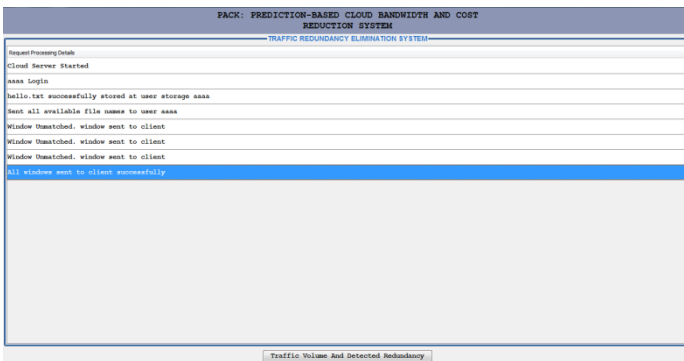 PACK: PREDICTION-BASED CLOUD BANDWIDTH AND COST
REDUCTION SYSTEM
TRAFFIC REDUNDANCY ELIMINATION SYSTEM
Request Processing Details
Cloud Server Started
aaaa Login
hello.txt successfully stored at user storage aaaa
Sent all available file names to user aaaa
Window Unmatched. window sent to client
Window Unmatched. window sent to client
Window Unmatched. window sent to client
All windows sent to client successfully
Traffic Volume And Detected Redundancy